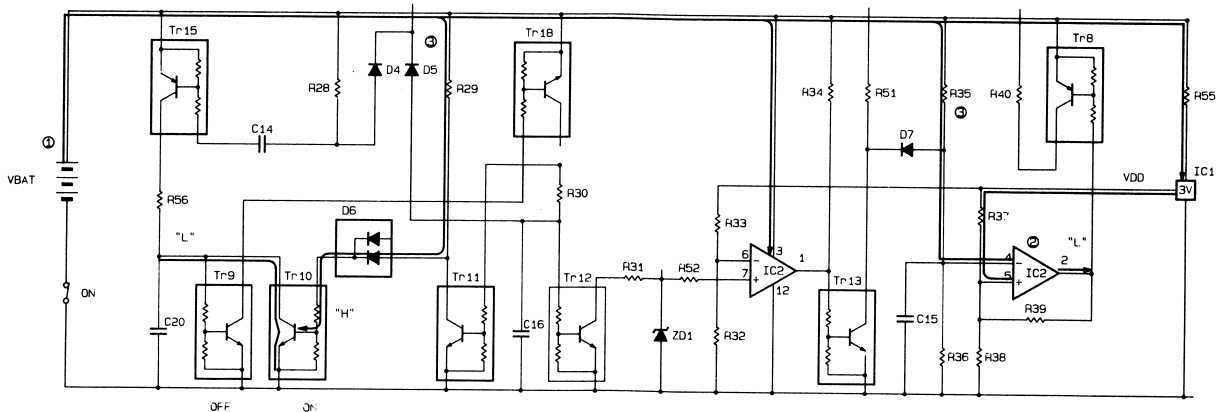 Tr15
③
Tr18
Tr8
D4
D5
R28
R29
R34
R51
R35
R40
R55
C14
①
③
D7
VBAT
VDD
IC1
3V
R56
R30
D6
R33
R37
"L"
②
"L"
6
3
1
4
2
7
IC2
5
IC2
Tr9
Tr10
Tr11
Tr12
R31
R52
12
Tr13
ON
"H"
C20
C16
ZD1
R32
C15
R39
R36
R38
OFF
ON
-
+
-
+